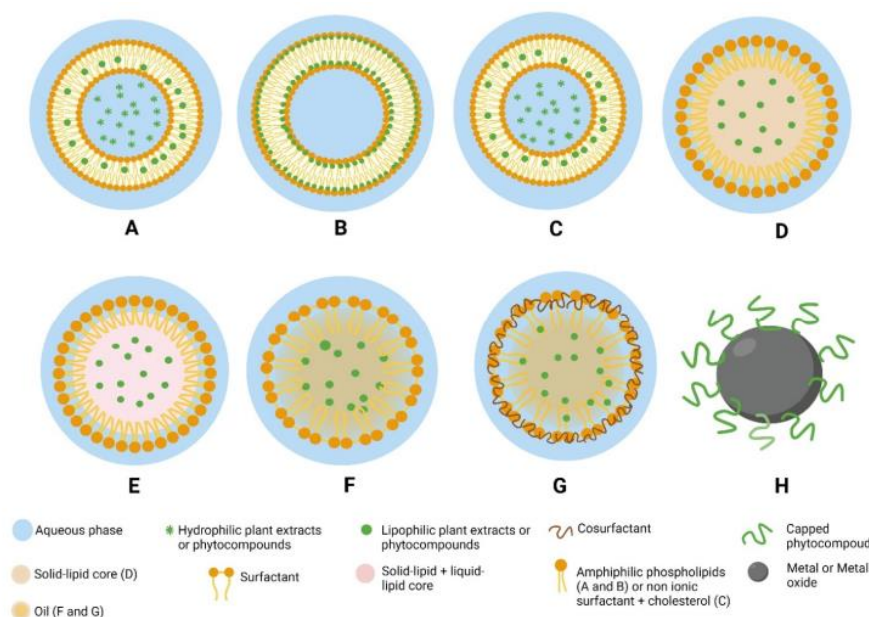 A
B
C
D
E
F
G
H
Aqueous phase
Hydrophilic plant extracts
or phytocompounds
Lipophilic plant extracts or
phytocompounds
Cosurfactant
Capped
phytocompound
Solid-lipid core (D)
Surfactant
Solid-lipid + liquid-
lipid core
Amphiphilic phospholipids
(A and B) or non ionic
surfactant + cholesterol (C)
Metal or Metal
oxide
Oil (F and G)